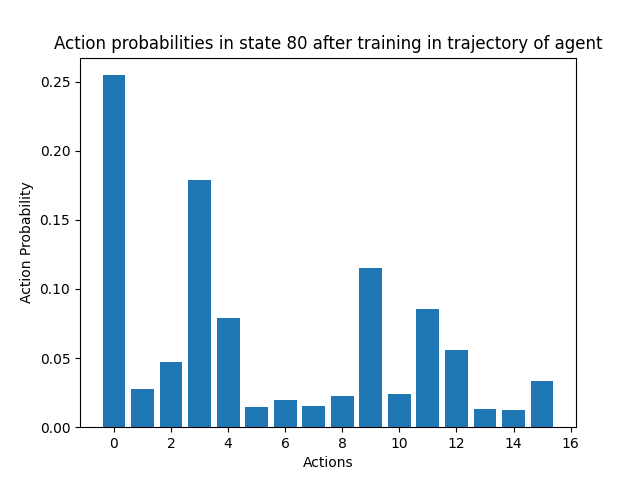 Action probabilities in state 80 after training in trajectory of agent
0.25
0.20
0.15
0.10
0.05
0.00
Action Probability
0 2 4 6 8 10 12 14 16
Actions